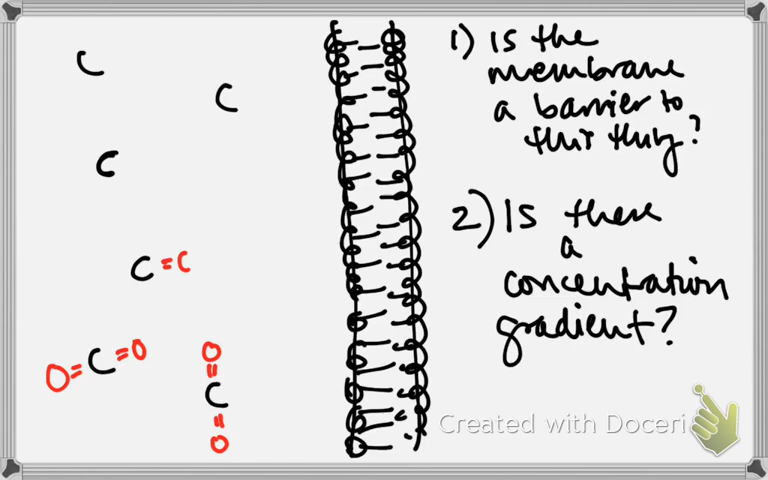 C
C
C
C = C
O = C = O
O
=
C
=
O
1) Is the
membrane
a barrier to
this thing?
2) Is there
a
concentration
gradient?
Created with Doceri